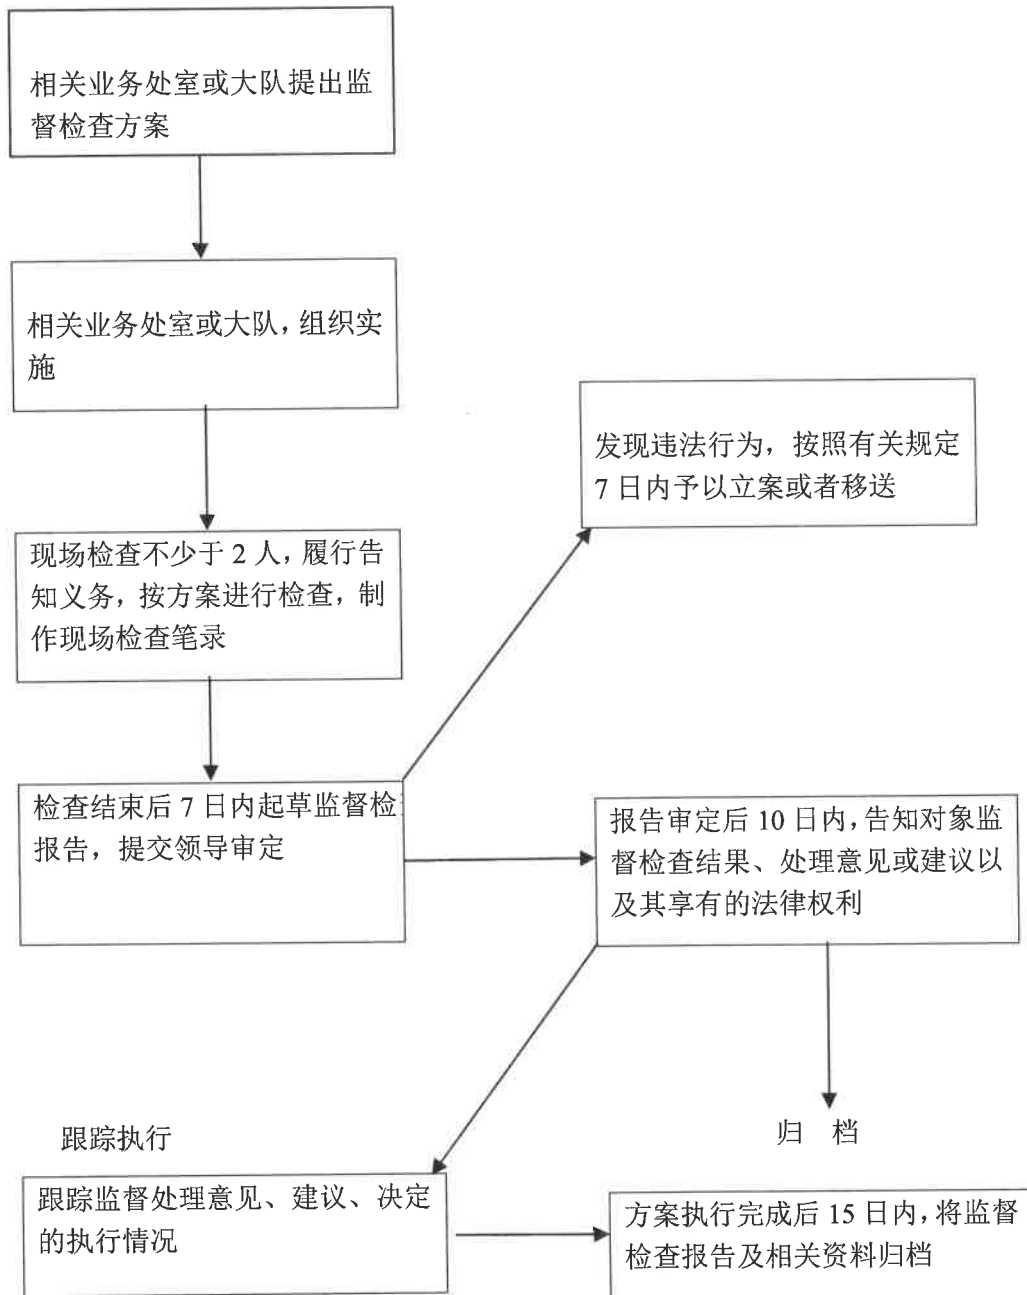 相关业务处室或大队提出监
督检查方案
相关业务处室或大队，组织实
施
发现违法行为，按照有关规定
7 日内予以立案或者移送
现场检查不少于 2 人，履行告
知义务，按方案进行检查，制
作现场检查笔录
检查结束后 7 日内起草监督检
报告，提交领导审定
报告审定后 10 日内，告知对象监
督检查结果、处理意见或建议以
及其享有的法律权利
跟踪执行
归 档
跟踪监督处理意见、建议、决定
的执行情况
方案执行完成后 15 日内，将监督
检查报告及相关资料归档